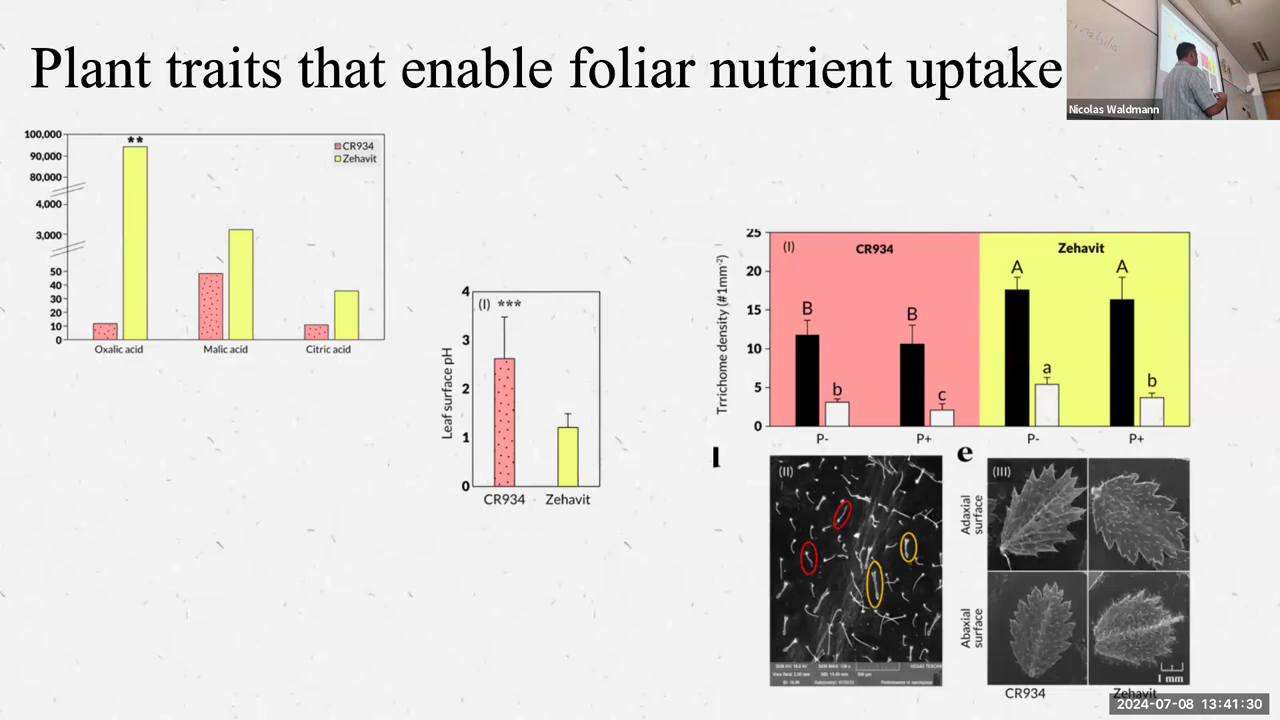 Plant traits that enable foliar nutrient uptake
Nicolas Waldmann
100,000
90,000
80,000
4,000
3,000
50
40
30
20
10
0
**
CR934
Zehavit
Oxalic acid
Malic acid
Citric acid
Leaf surface pH
4
3
2
1
0
(I) ***
CR934
Zehavit
Trrichome density (#1mm⁻²)
25
20
15
10
5
0
(I)
CR934
Zehavit
B
b
B
c
A
a
A
b
P-
P+
P-
P+
(II)
e
(III)
Adaxial
surface
Abaxial
surface
1 mm
CR934
Zehavit
2024-07-08 13:41:30